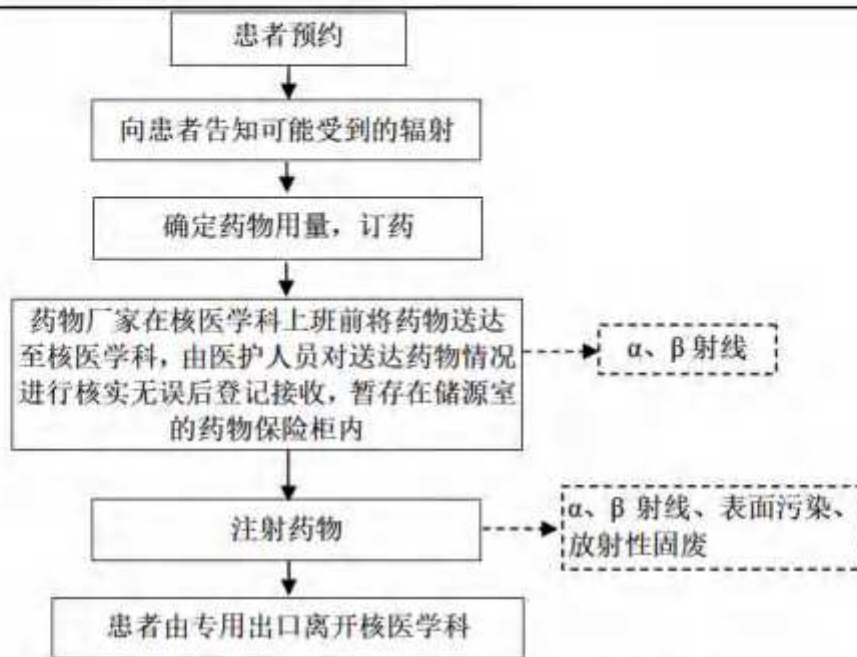 患者预约
向患者告知可能受到的辐射
确定药物用量，订药
药物厂家在核医学科上班前将药物送达
至核医学科，由医护人员对送达药物情况
进行核实无误后登记接收，暂存在储源室
的药物保险柜内
α、β 射线
注射药物
α、β 射线、表面污染、
放射性固废
患者由专用出口离开核医学科